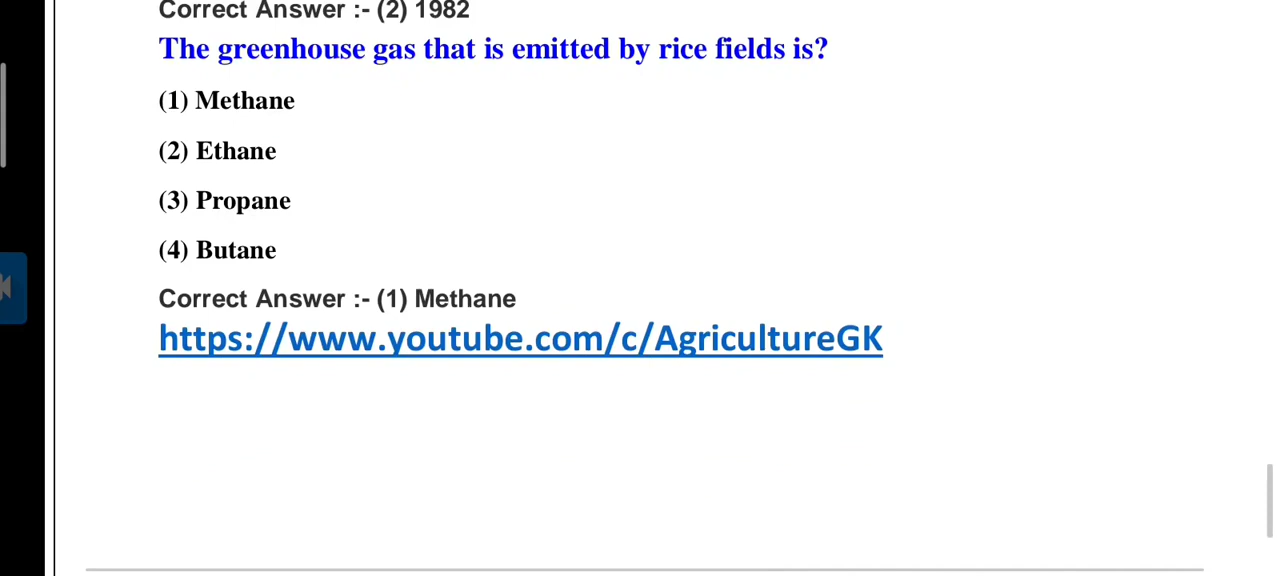 Correct Answer :- (2) 1982
The greenhouse gas that is emitted by rice fields is?
(1) Methane
(2) Ethane
(3) Propane
(4) Butane
Correct Answer :- (1) Methane
https://www.youtube.com/c/AgricultureGK